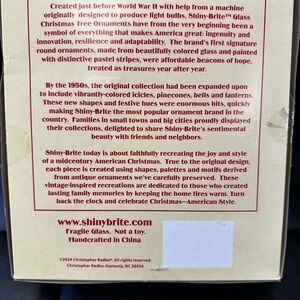 Created just before World War II with help from a machine
originally designed to produce light bulbs, Shiny-Brite™ Glass
Christmas Tree Ornaments have from the very beginning been a
symbol of everything that makes America great: ingenuity and
innovation, resilience and adaptability. The brand's first signature
round ornaments, made from beautifully colored glass and painted
with distinctive pastel stripes, were affordable beacons of hope,
treated as treasures year after year.
By the 1950s, the original collection had been expanded upon
to include vibrantly-colored icicles, pinecones, bells and lanterns.
These new shapes and festive hues were enormous hits, quickly
making Shiny-Brite the most popular ornament brand in the
country. Families in small towns and big cities proudly displayed
their collections, delighted to share Shiny-Brite's sentimental
beauty with friends and neighbors.
Shiny-Brite today is about faithfully recreating the joy and style
of a midcentury American Christmas. True to the original design,
each piece is created using shapes, palettes and motifs derived
from antique ornaments we've carefully preserved. These
vintage-inspired recreations are dedicated to those who created
lasting family memories by keeping the home fires warm. Turn
back the clock and celebrate Christmas—American Style.
www.shinybrite.com
Fragile Glass. Not a toy.
Handcrafted in China
©2024 Christopher Radko®. All rights reserved.
Christopher Radko, Gastonia, NC 28056